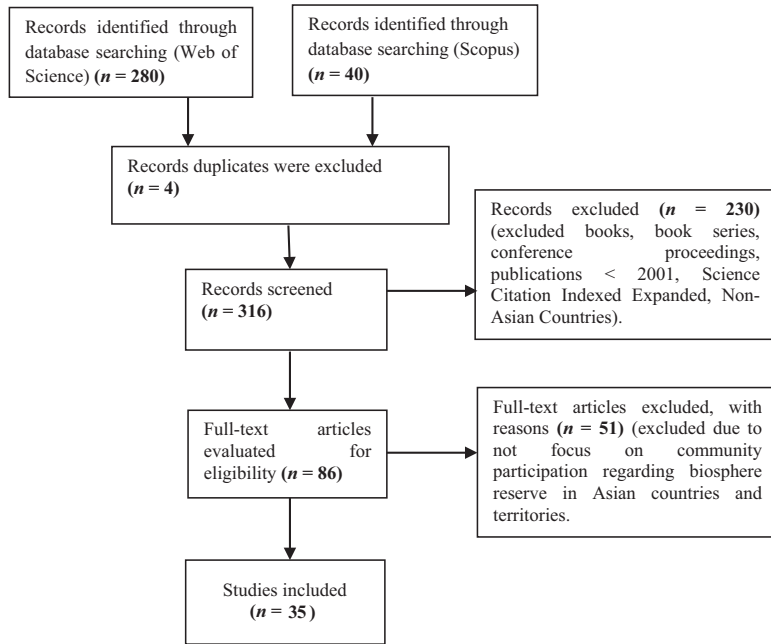 Records identified through
database searching (Web of
Science) (n = 280)
Records identified through
database searching (Scopus)
(n = 40)
Records duplicates were excluded
(n = 4)
Records excluded (n = 230)
(excluded books, book series,
conference proceedings,
publications < 2001, Science
Citation Indexed Expanded, Non-
Asian Countries).
Records screened
(n = 316)
Full-text articles
evaluated for
eligibility (n = 86)
Full-text articles excluded, with
reasons (n = 51) (excluded due to
not focus on community
participation regarding biosphere
reserve in Asian countries and
territories.
Studies included
(n = 35)